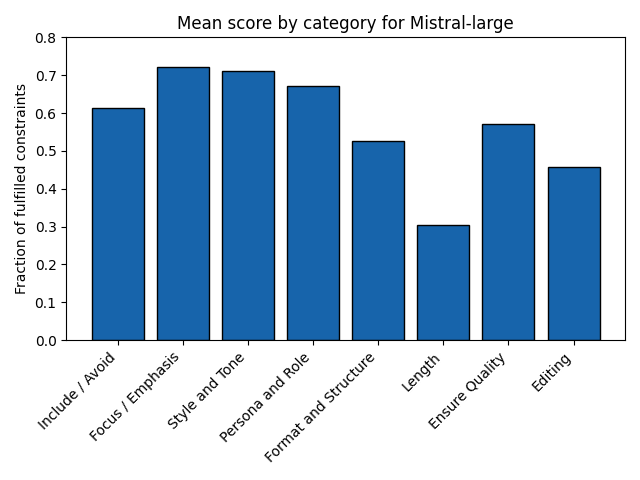 Mean score by category for Mistral-large
Fraction of fulfilled constraints
0.8
0.7
0.6
0.5
0.4
0.3
0.2
0.1
0.0
Include / Avoid
Focus / Emphasis
Style and Tone
Persona and Role
Format and Structure
Length
Ensure Quality
Editing